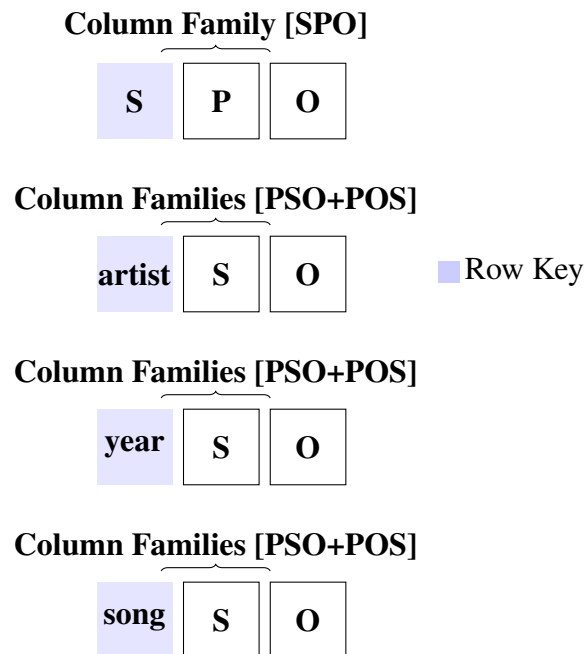 Column Family [SPO]
S P O
Column Families [PSO+POS]
artist S O
Row Key
Column Families [PSO+POS]
year S O
Column Families [PSO+POS]
song S O